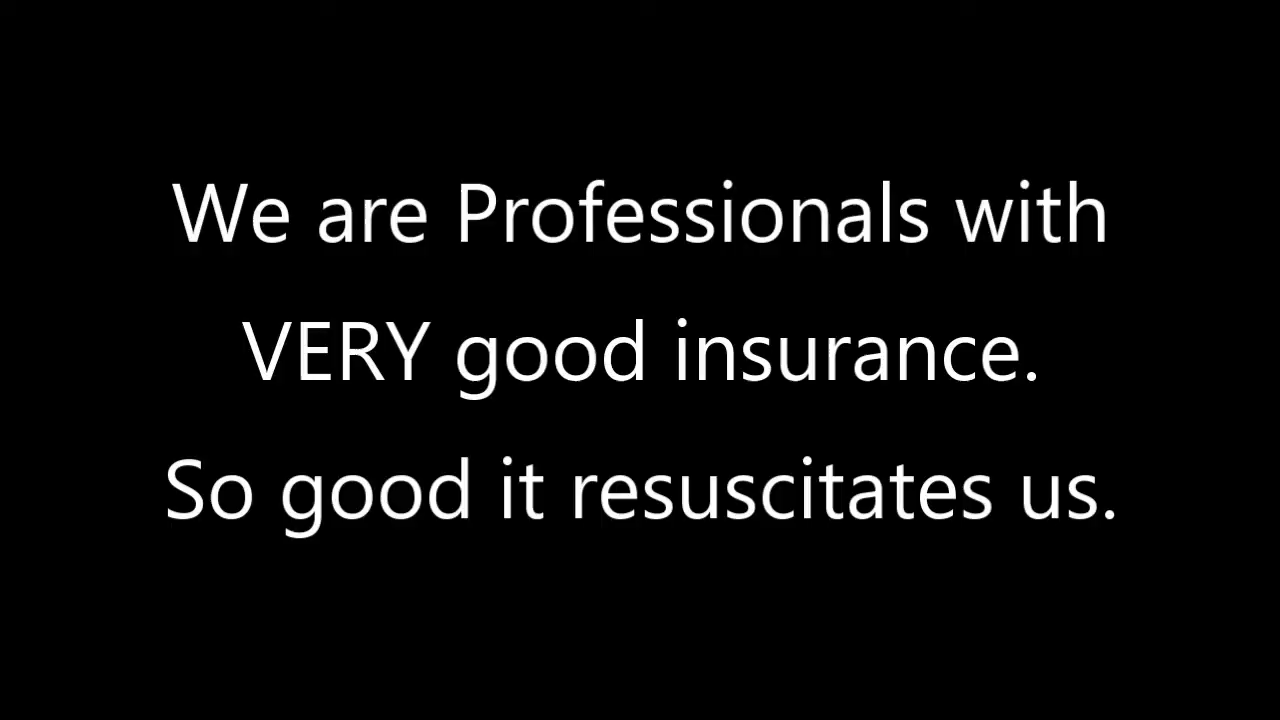 We are Professionals with
VERY good insurance.
So good it resuscitates us.